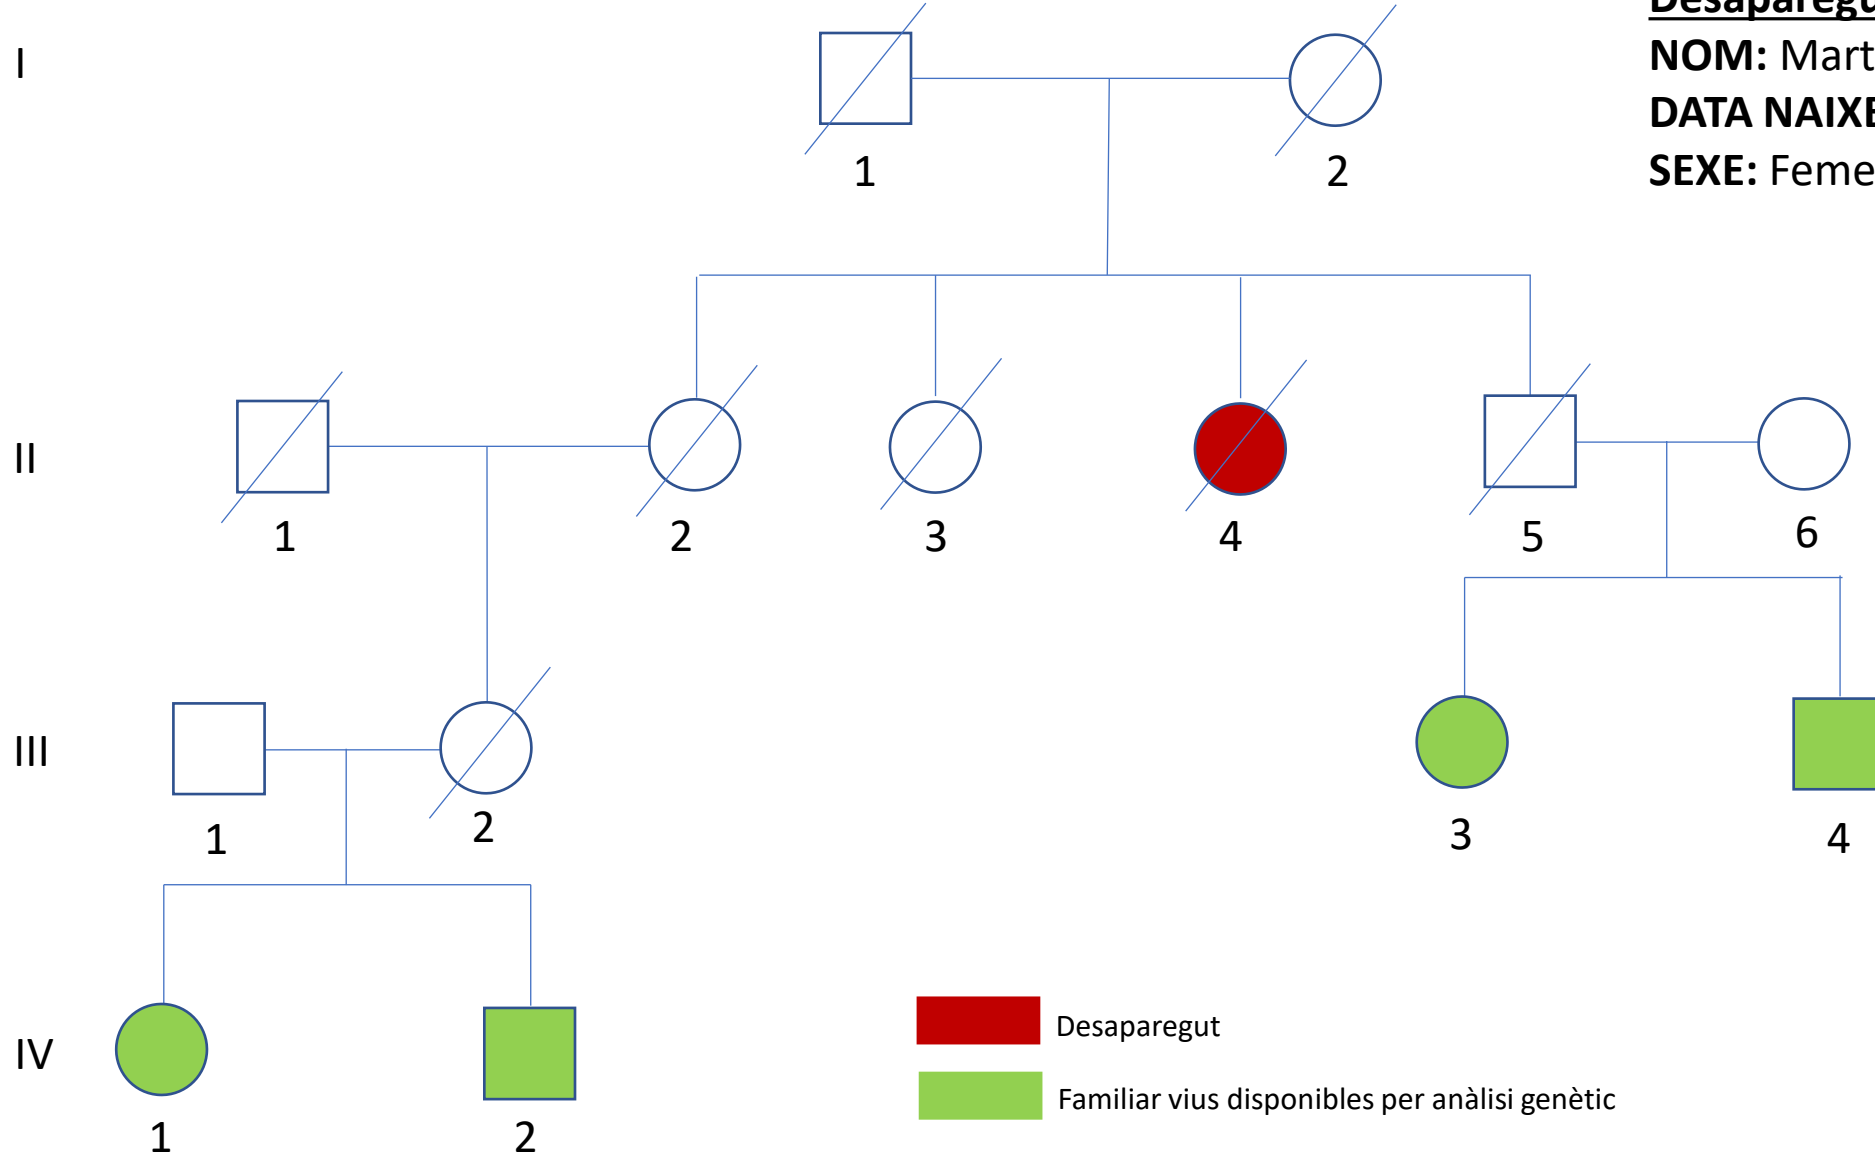 Desaparegu
I
NOM: Mart
DATA NAIXE
SEXE: Feme
1 2
II
1 2 3 4 5 6
III
1 2 3 4
IV
Desaparegut
Familiar vius disponibles per anàlisi genètic
1 2